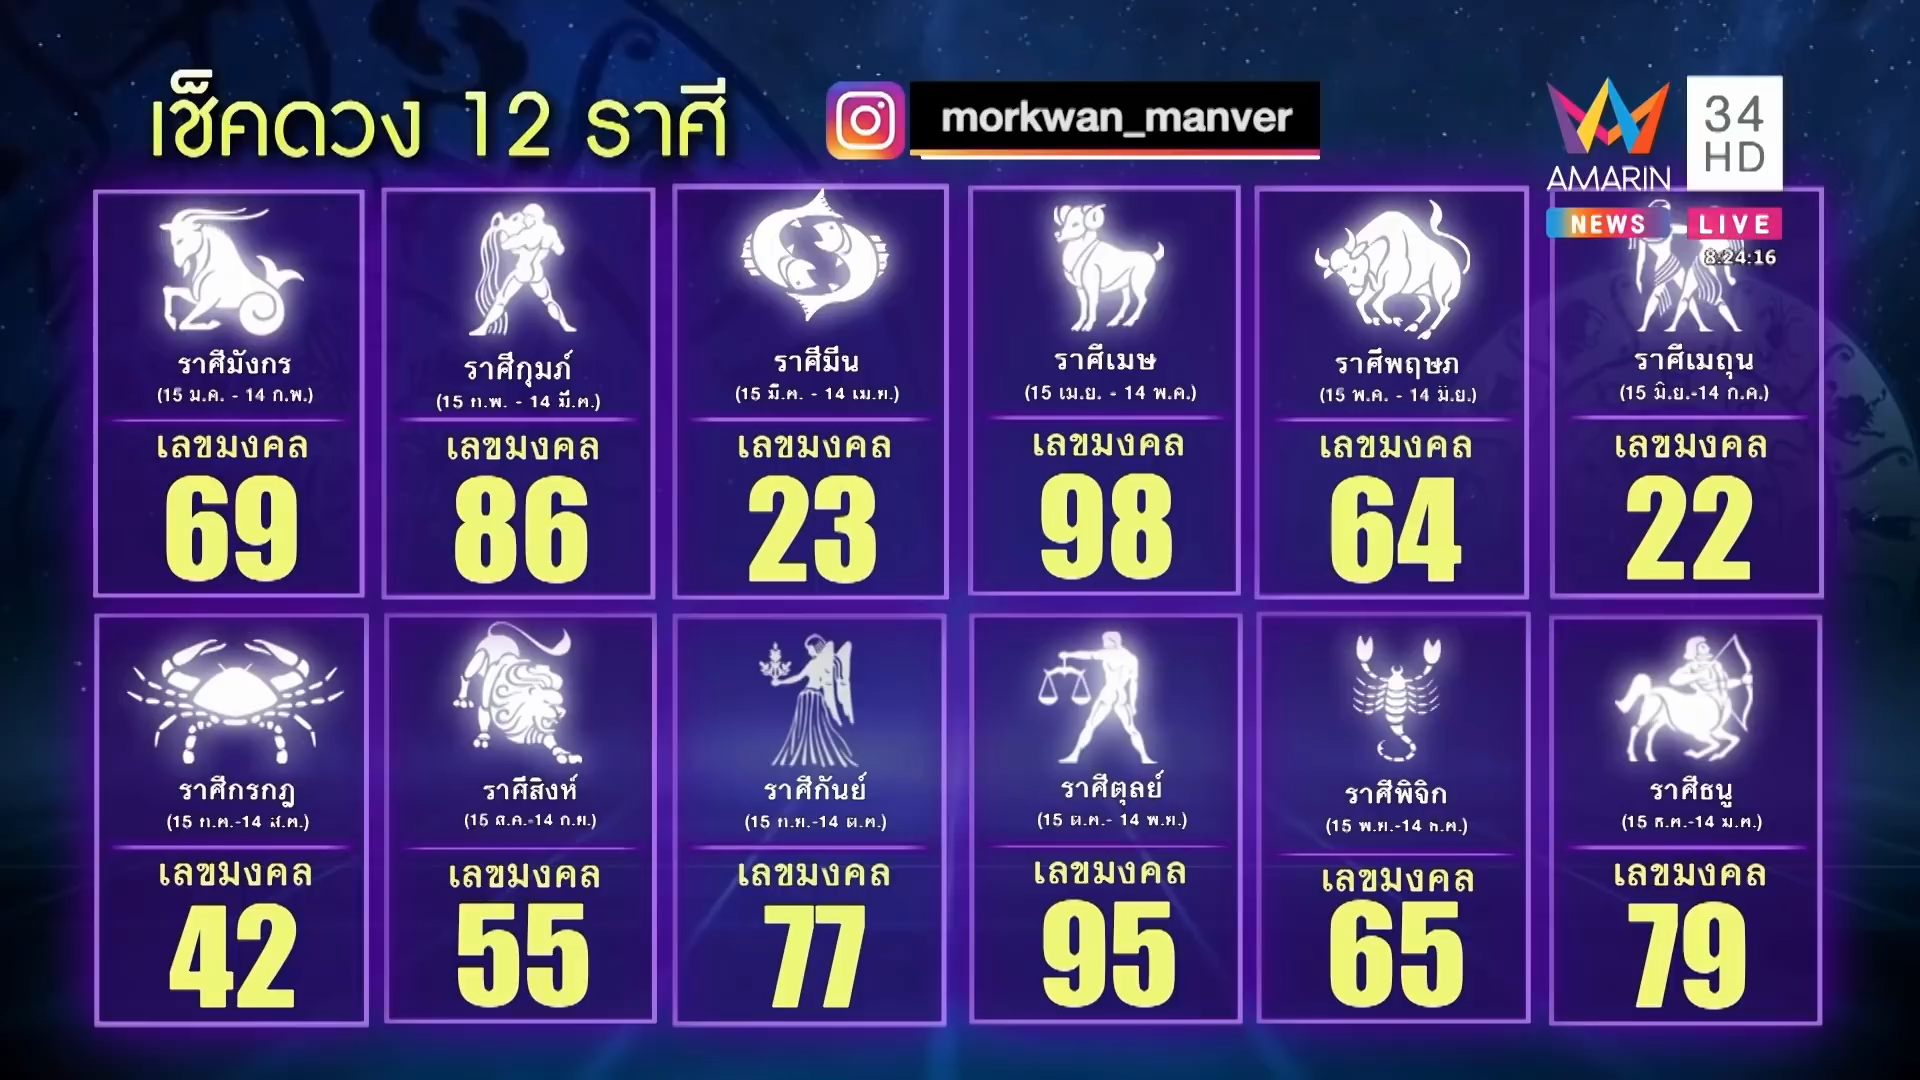 เช็คดวง 12 ราศี
morkwan_manver
AMARIN
34
HD
NEWS
LIVE
8:24:16
ราศีมังกร
(15 ม.ค. - 14 ก.พ.)
เลขมงคล
69
ราศีกุมภ์
(15 ก.พ. - 14 มี.ค.)
เลขมงคล
86
ราศีมีน
(15 มี.ค. - 14 เม.ย.)
เลขมงคล
23
ราศีเมษ
(15 เม.ย. - 14 พ.ค.)
เลขมงคล
98
ราศีพฤษภ
(15 พ.ค. - 14 มิ.ย.)
เลขมงคล
64
ราศีเมถุน
(15 มิ.ย.-14 ก.ค.)
เลขมงคล
22
ราศีกรกฎ
(15 ก.ค.-14 ส.ค.)
เลขมงคล
42
ราศีสิงห์
(15 ส.ค.-14 ก.ย.)
เลขมงคล
55
ราศีกันย์
(15 ก.ย.-14 ต.ค.)
เลขมงคล
77
ราศีตุลย์
(15 ต.ค.- 14 พ.ย.)
เลขมงคล
95
ราศีพิจิก
(15 พ.ย.-14 ธ.ค.)
เลขมงคล
65
ราศีธนู
(15 ธ.ค.-14 ม.ค.)
เลขมงคล
79